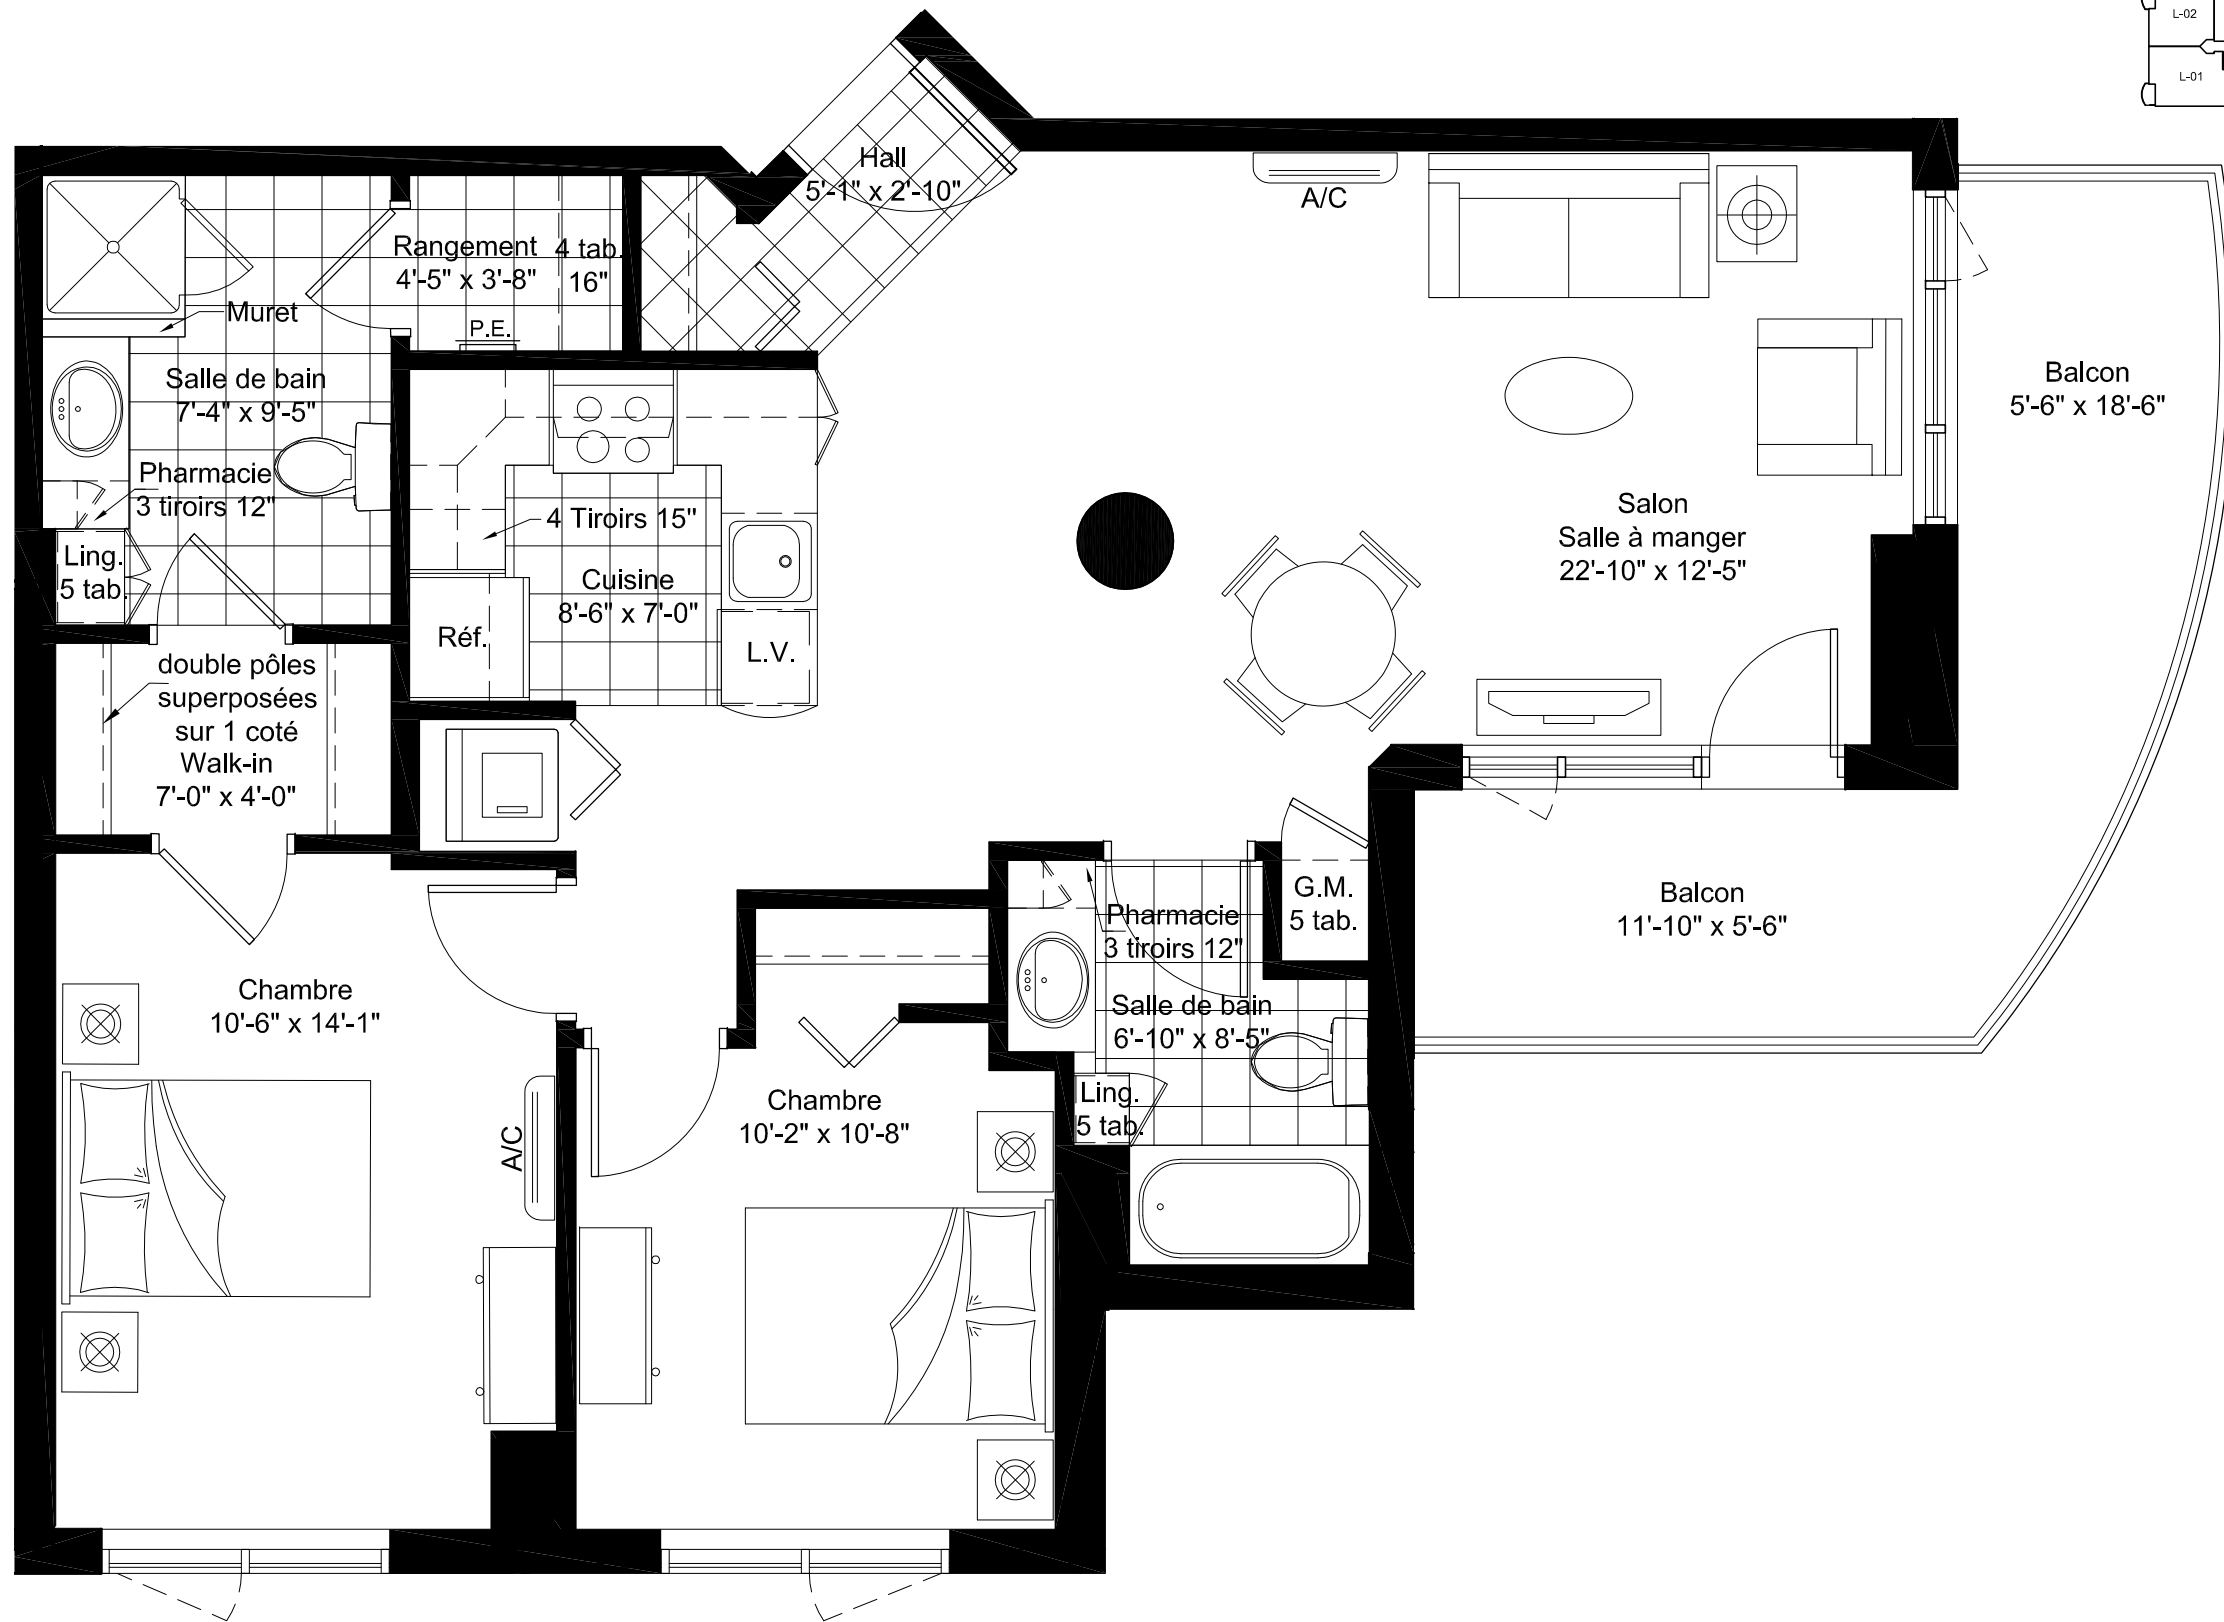 L-02
L-01
Hall
5'-1" x 2'-10"
A/C
Rangement
4'-5" x 3'-8"
4 tab.
16"
Muret
P.E.
Salle de bain
7'-4" x 9'-5"
Pharmacie
3 tiroirs 12"
Ling.
5 tab.
4 Tiroirs 15"
Cuisine
8'-6" x 7'-0"
Réf.
L.V.
Salon
Salle à manger
22'-10" x 12'-5"
Balcon
5'-6" x 18'-6"
double pôles
superposées
sur 1 coté
Walk-in
7'-0" x 4'-0"
G.M.
5 tab.
Balcon
11'-10" x 5'-6"
Pharmacie
3 tiroirs 12"
Salle de bain
6'-10" x 8'-5"
Ling.
5 tab.
Chambre
10'-6" x 14'-1"
A/C
Chambre
10'-2" x 10'-8"